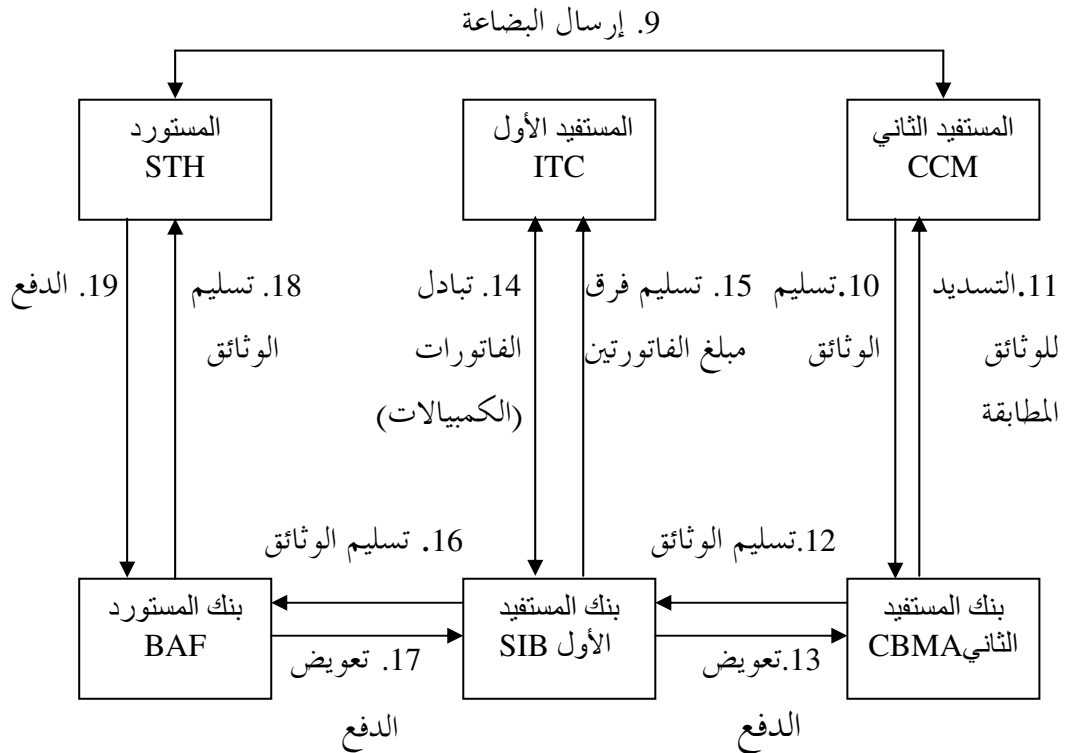 9. إرسال البضاعة
المستفيد الثاني
CCM
المستفيد الأول
ITC
المستورد
STH
11.التسديد
للوثائق
المطابقة
10.تسليم
الوثائق
15. تسليم فرق
مبلغ الفاتورتين
14. تبادل
الفاتورات
(الكمبيالات)
18. تسليم
الوثائق
19. الدفع
12.تسليم الوثائق
16. تسليم الوثائق
بنك المستفيد
الثانيCBMA
بنك المستفيد
الأول SIB
بنك المستورد
BAF
13.تعويض
الدفع
17. تعويض
الدفع